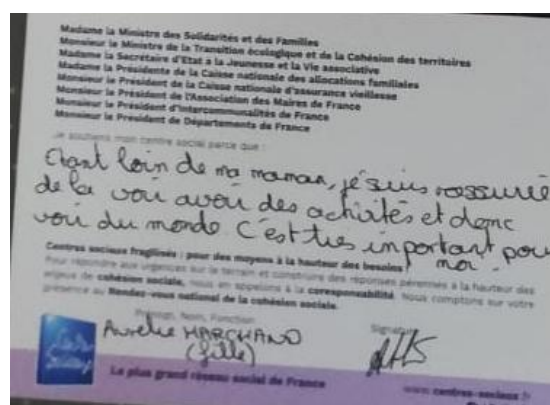 Madame la Ministre des Solidarités et des Familles
Monsieur le Ministre de la Transition écologique et de la Cohésion des territoires
Madame la Secrétaire d'Etat à la Jeunesse et la Vie associative
Madame la Présidente de la Caisse nationale des allocations familiales
Monsieur le Président de la Caisse nationale d'assurance vieillesse
Monsieur le Président de l'Association des Maires de France
Monsieur le Président d'Intercommunalités de France
Monsieur le Président de Départements de France
Je soutiens mon centre social parce que :
Etant loin de ma maman, je suis rassurée
de la voir avoir des activités et donc
voir du monde. C'est très important pour
moi.
Centres sociaux fragilisés : pour des moyens à la hauteur des besoins !
Pour répondre aux urgences sur le terrain et construire des réponses pérennes à la hauteur des
enjeux de cohésion sociale, nous en appelons à la coresponsabilité. Nous comptons sur votre
présence au Rendez-vous national de la cohésion sociale.
Prénom, Nom, Fonction
Signature
Aurélie MARCHAND
(fille)
Le plus grand réseau social de France
www.centres-sociaux.fr